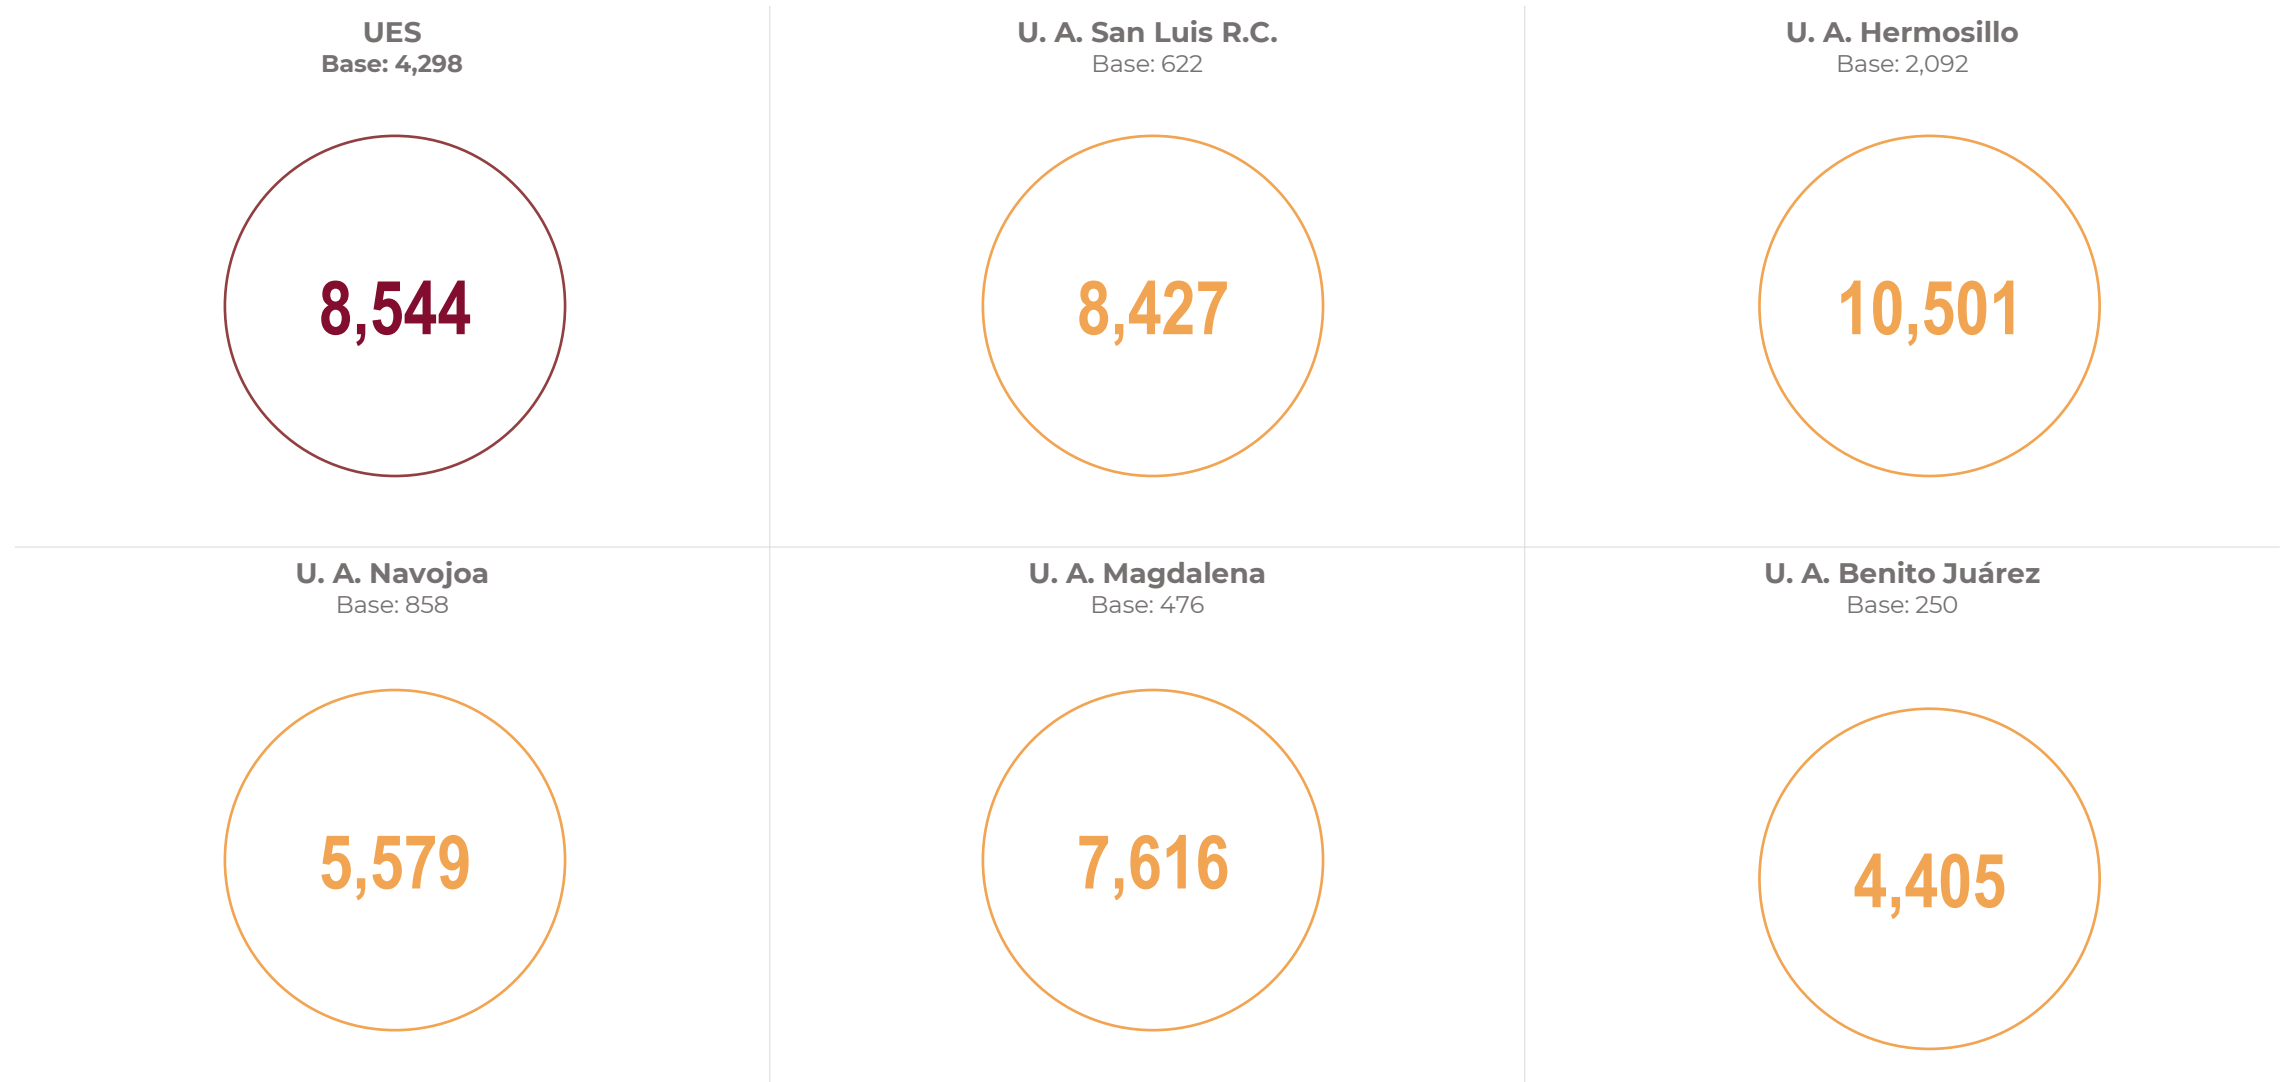 UES
Base: 4,298
8,544
U. A. San Luis R.C.
Base: 622
8,427
U. A. Hermosillo
Base: 2,092
10,501
U. A. Navojoa
Base: 858
5,579
U. A. Magdalena
Base: 476
7,616
U. A. Benito Juárez
Base: 250
4,405